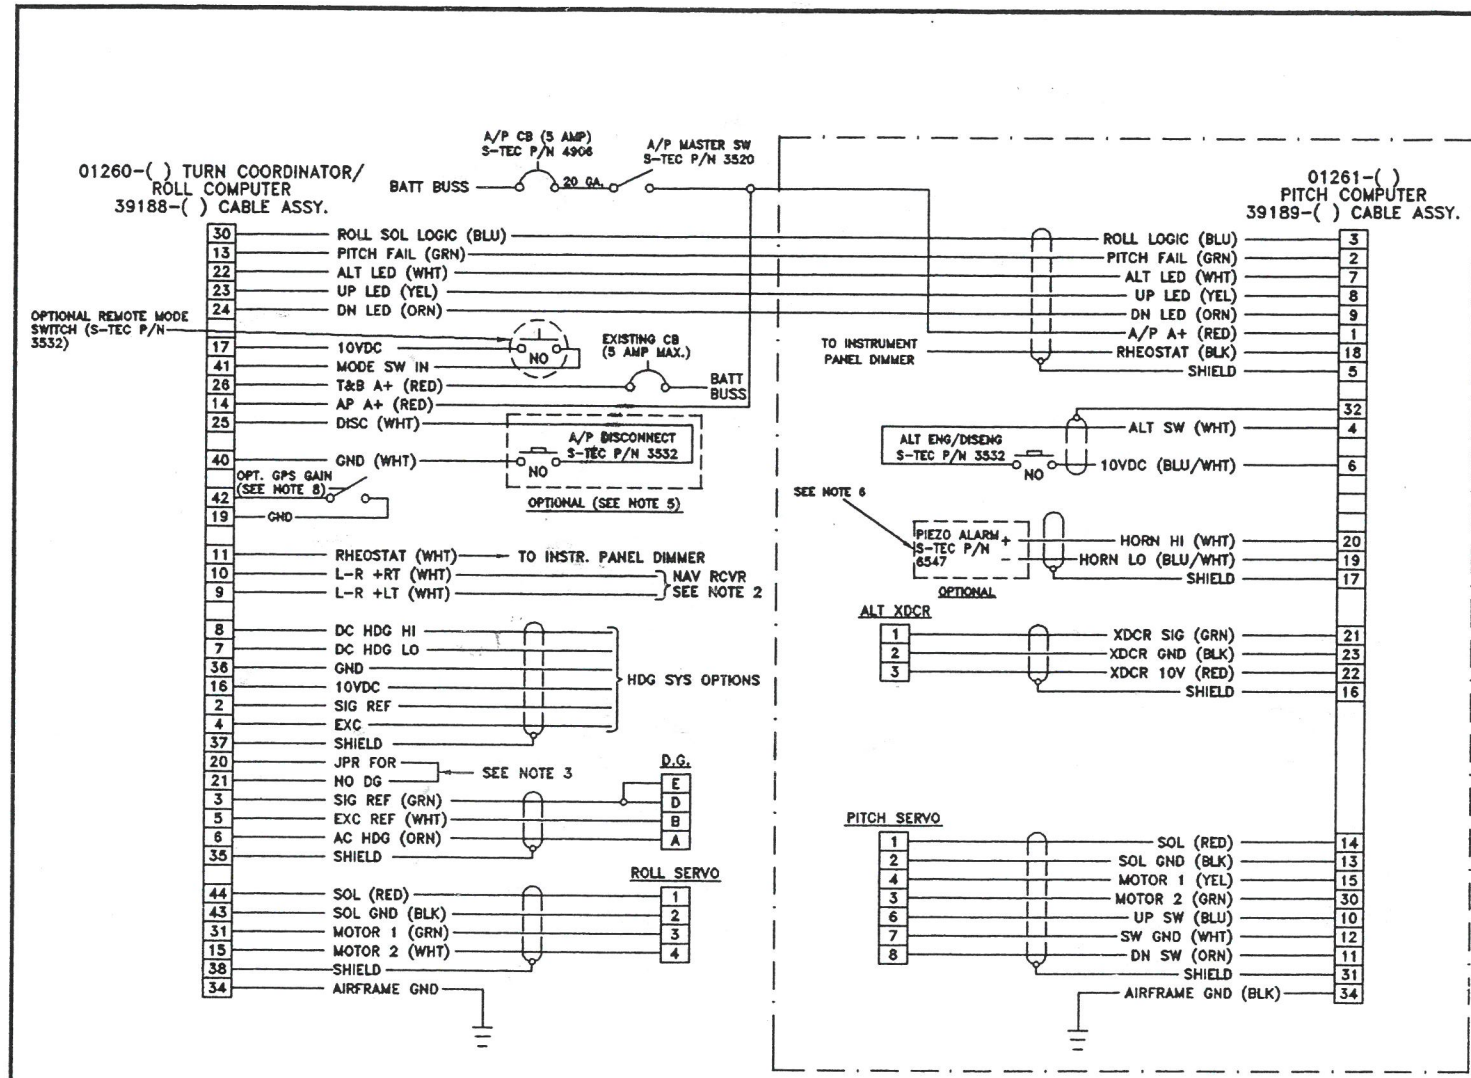 A/P CB (5 AMP)
S-TEC P/N 4906
A/P MASTER SW
S-TEC P/N 3520
BATT BUSS
20 GA.
01260-( ) TURN COORDINATOR/
ROLL COMPUTER
39188-( ) CABLE ASSY.
30 ROLL SOL LOGIC (BLU)
13 PITCH FAIL (GRN)
22 ALT LED (WHT)
23 UP LED (YEL)
24 DN LED (ORN)
OPTIONAL REMOTE MODE
SWITCH (S-TEC P/N
3532)
17 10VDC
NO
41 MODE SW IN
26 T&B A+ (RED)
EXISTING CB
(5 AMP MAX.)
BATT
BUSS
14 AP A+ (RED)
25 DISC (WHT)
A/P DISCONNECT
S-TEC P/N 3532
40 GND (WHT)
NO
OPTIONAL (SEE NOTE 5)
OPT. GPS GAIN
(SEE NOTE 8)
42
19 GND
11 RHEOSTAT (WHT) TO INSTR. PANEL DIMMER
10 L-R +RT (WHT)
9 L-R +LT (WHT)
NAV RCVR
SEE NOTE 2
8 DC HDG HI
7 DC HDG LO
36 GND
16 10VDC
2 SIG REF
4 EXC
37 SHIELD
HDG SYS OPTIONS
20 JPR FOR
21 NO DG
SEE NOTE 3
D.G.
E
3 SIG REF (GRN) D
5 EXC REF (WHT) B
6 AC HDG (ORN) A
35 SHIELD
ROLL SERVO
44 SOL (RED) 1
43 SOL GND (BLK) 2
31 MOTOR 1 (GRN) 3
15 MOTOR 2 (WHT) 4
38 SHIELD
34 AIRFRAME GND
01261-( )
PITCH COMPUTER
39189-( ) CABLE ASSY.
ROLL LOGIC (BLU) 3
PITCH FAIL (GRN) 2
ALT LED (WHT) 7
UP LED (YEL) 8
DN LED (ORN) 9
A/P A+ (RED) 1
TO INSTRUMENT
PANEL DIMMER
RHEOSTAT (BLK) 18
SHIELD 5
32
ALT SW (WHT) 4
ALT ENG/DISENG
S-TEC P/N 3532
NO
10VDC (BLU/WHT) 6
SEE NOTE 6
PIEZO ALARM +
S-TEC P/N
6547 -
OPTIONAL
HORN HI (WHT) 20
HORN LO (BLU/WHT) 19
SHIELD 17
ALT XDCR
1 XDCR SIG (GRN) 21
2 XDCR GND (BLK) 23
3 XDCR 10V (RED) 22
SHIELD 16
PITCH SERVO
1 SOL (RED) 14
2 SOL GND (BLK) 13
4 MOTOR 1 (YEL) 15
3 MOTOR 2 (GRN) 30
6 UP SW (BLU) 10
7 SW GND (WHT) 12
8 DN SW (ORN) 11
SHIELD 31
AIRFRAME GND (BLK) 34